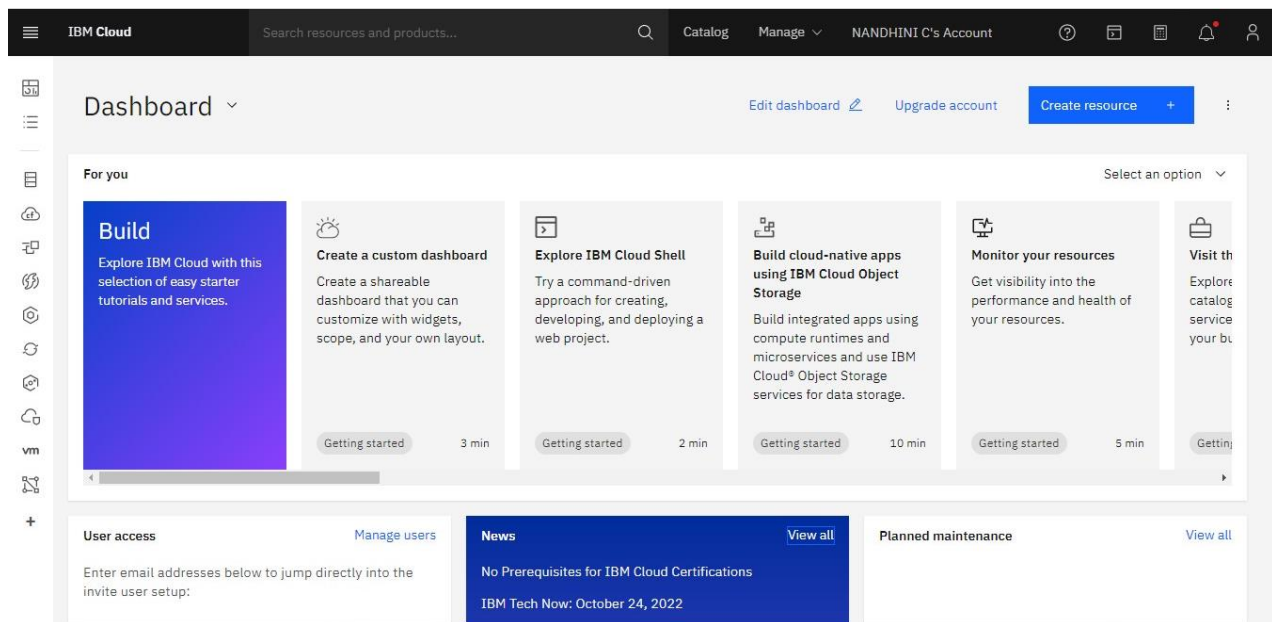 IBM Cloud
Search resources and products...
Catalog
Manage
NANDHINI C's Account
Dashboard
Edit dashboard
Upgrade account
Create resource +
For you
Select an option
Build
Explore IBM Cloud with this
selection of easy starter
tutorials and services.
Create a custom dashboard
Create a shareable
dashboard that you can
customize with widgets,
scope, and your own layout.
Getting started
3 min
Explore IBM Cloud Shell
Try a command-driven
approach for creating,
developing, and deploying a
web project.
Getting started
2 min
Build cloud-native apps
using IBM Cloud Object
Storage
Build integrated apps using
compute runtimes and
microservices and use IBM
Cloud® Object Storage
services for data storage.
Getting started
10 min
Monitor your resources
Get visibility into the
performance and health of
your resources.
Getting started
5 min
Visit th
Explore
catalog
service
your bu
Getting
vm
User access
Manage users
Enter email addresses below to jump directly into the
invite user setup:
News
View all
No Prerequisites for IBM Cloud Certifications
IBM Tech Now: October 24, 2022
Planned maintenance
View all